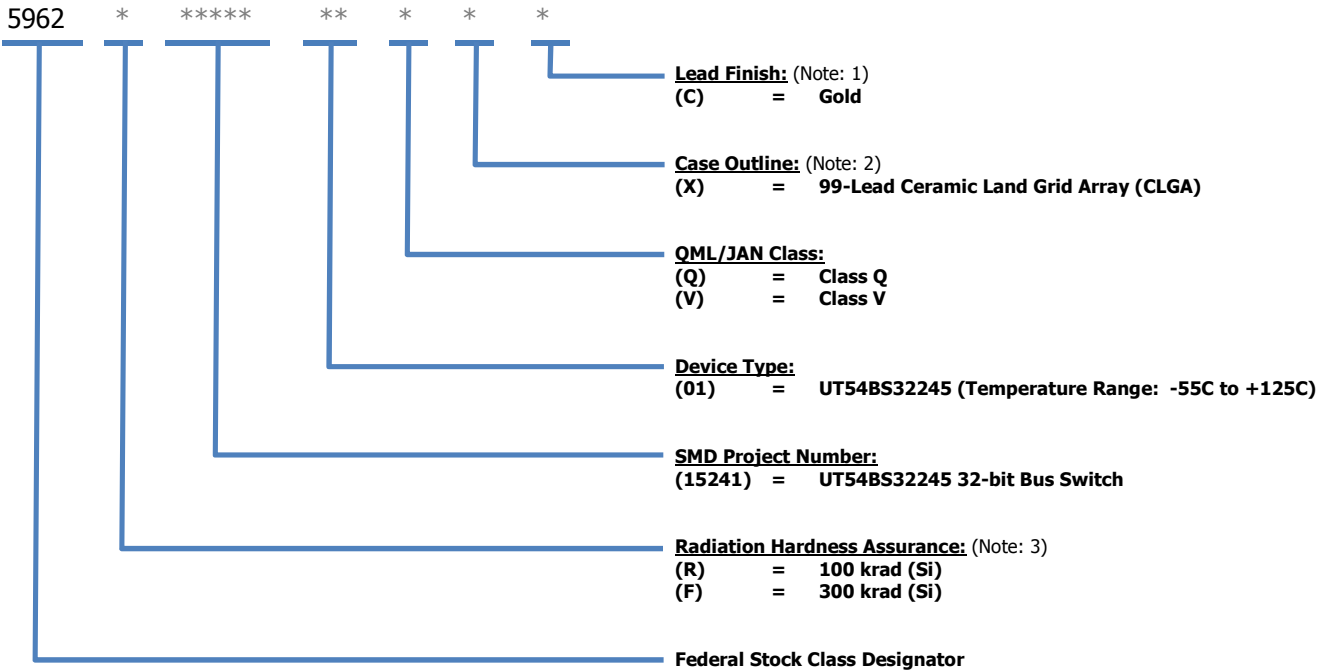 5962 * ***** ** * * *
Lead Finish: (Note: 1)
(C) = Gold
Case Outline: (Note: 2)
(X) = 99-Lead Ceramic Land Grid Array (CLGA)
QML/JAN Class:
(Q) = Class Q
(V) = Class V
Device Type:
(01) = UT54BS32245 (Temperature Range: -55C to +125C)
SMD Project Number:
(15241) = UT54BS32245 32-bit Bus Switch
Radiation Hardness Assurance: (Note: 3)
(R) = 100 krad (Si)
(F) = 300 krad (Si)
Federal Stock Class Designator